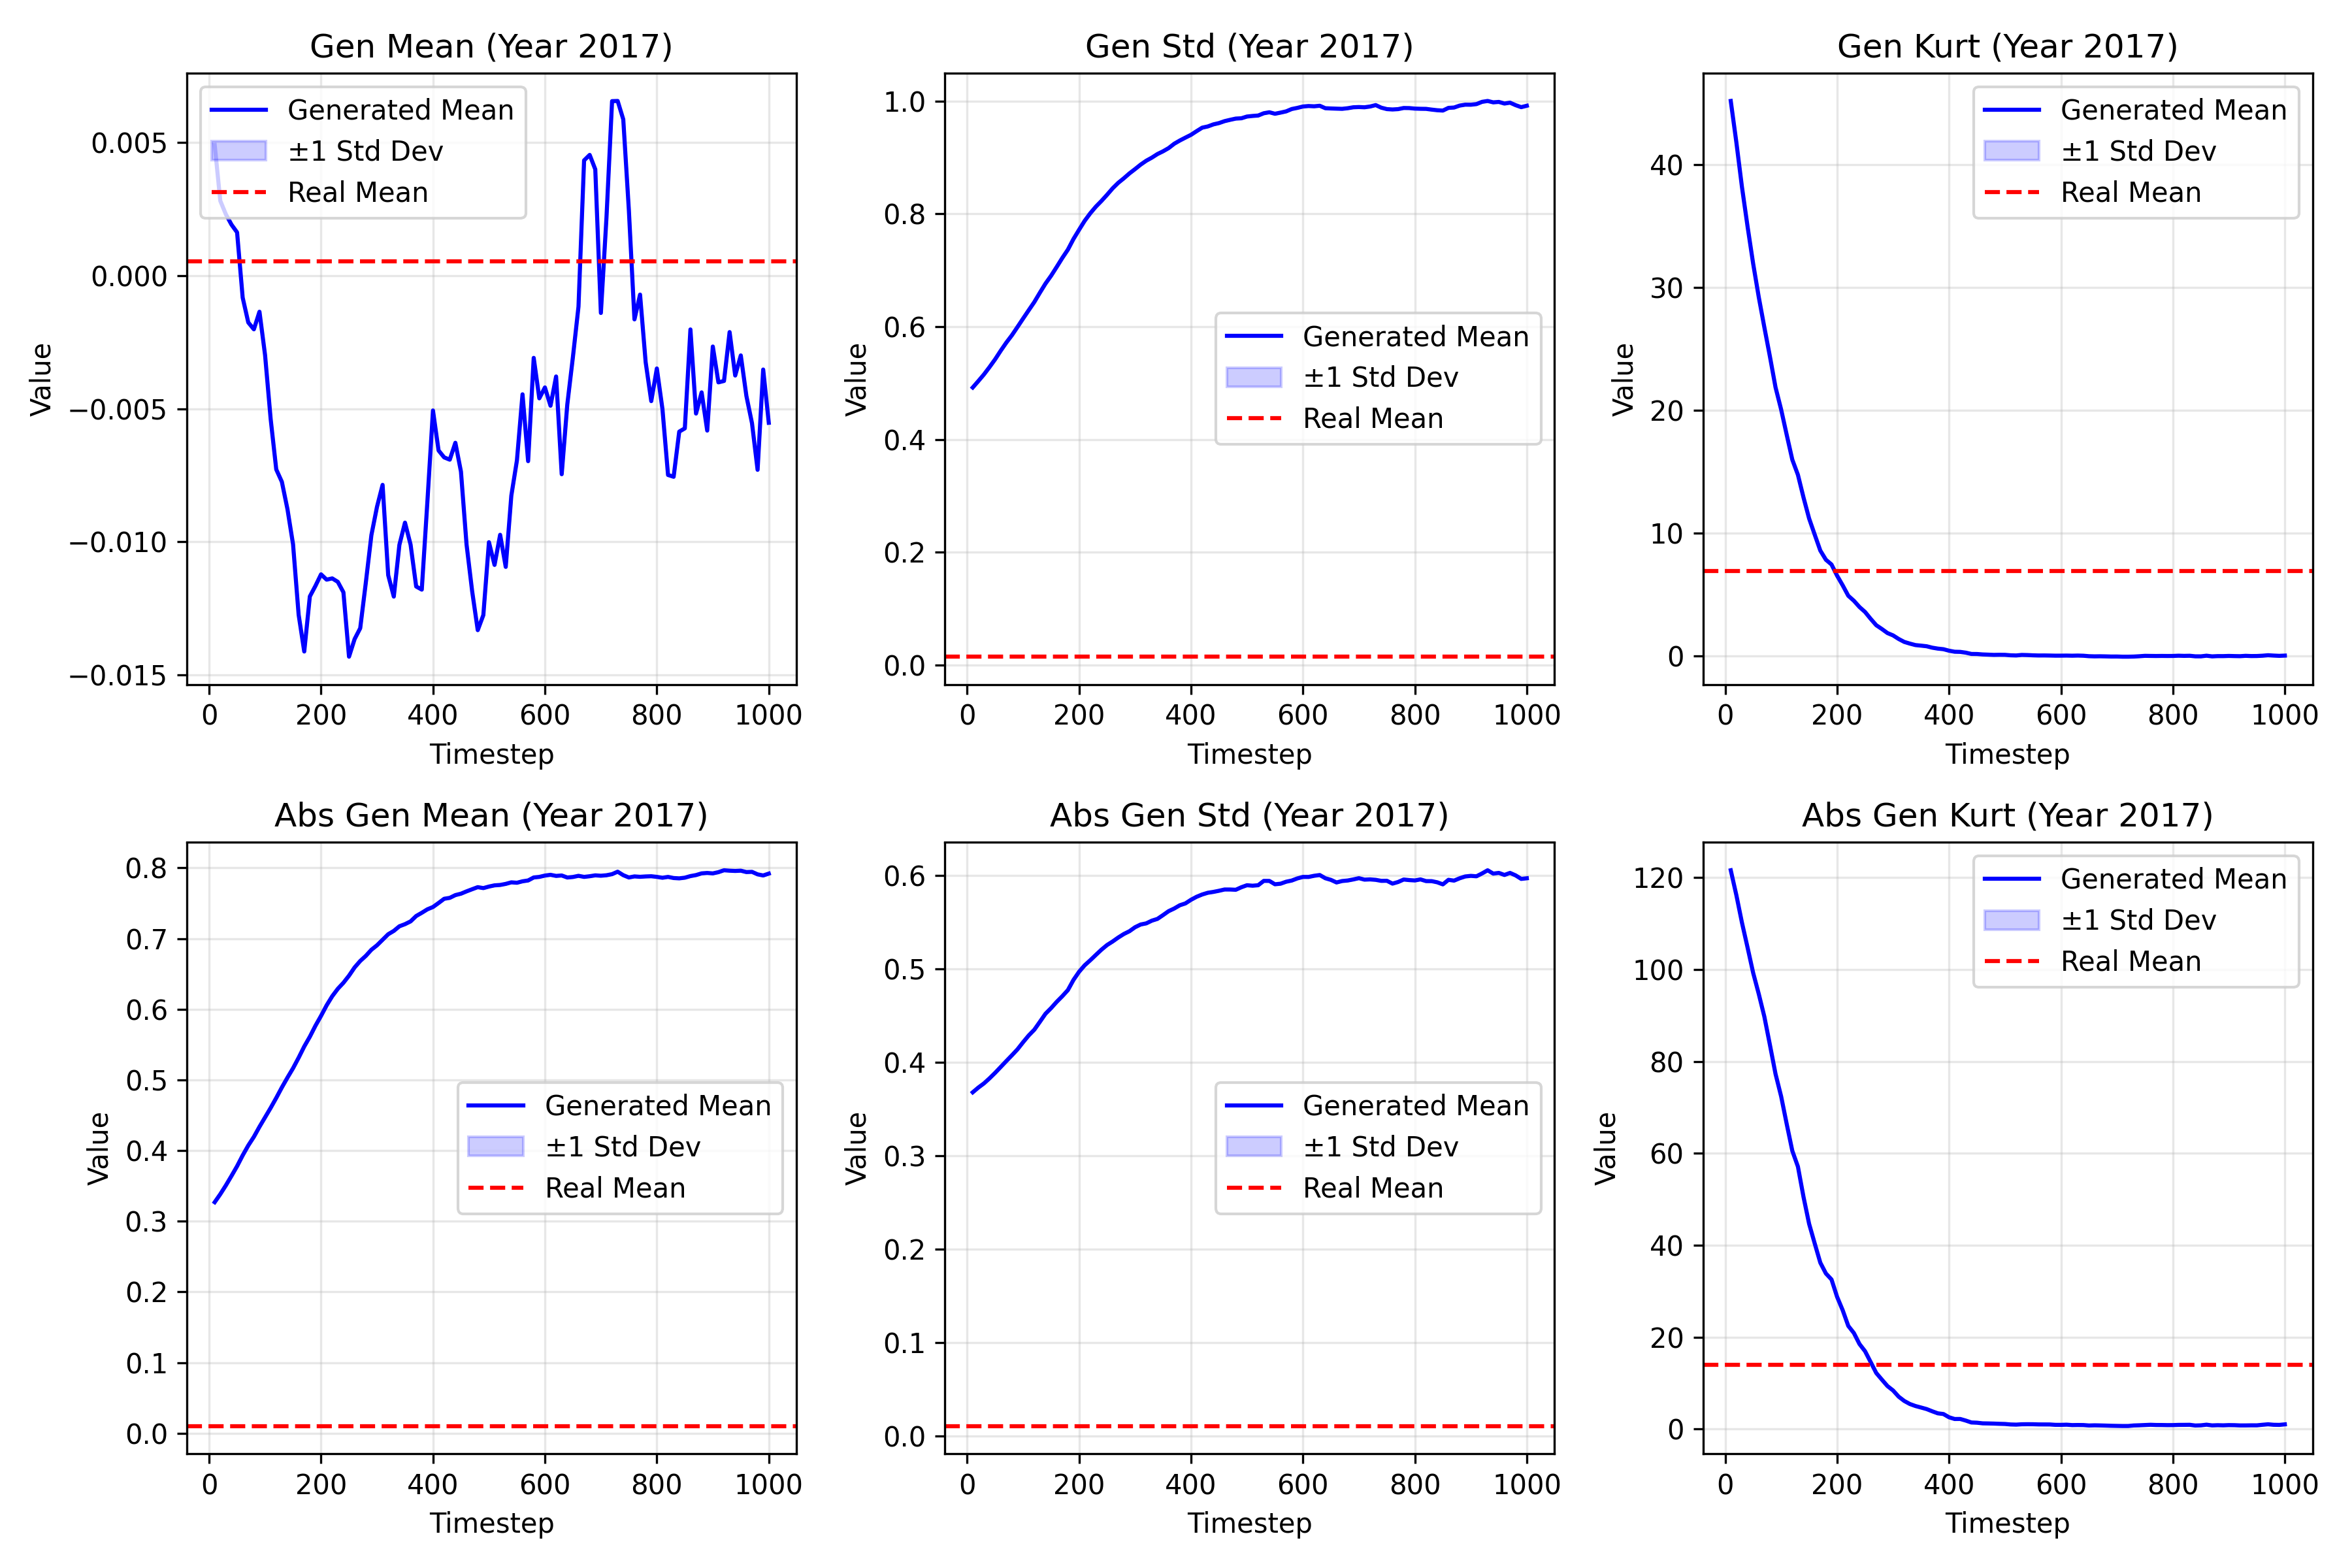 Gen Mean (Year 2017)
Generated Mean
±1 Std Dev
Real Mean
0.005
0.000
−0.005
−0.010
−0.015
Value
0 200 400 600 800 1000
Timestep
Gen Std (Year 2017)
1.0
0.8
0.6
0.4
0.2
0.0
Value
Generated Mean
±1 Std Dev
Real Mean
0 200 400 600 800 1000
Timestep
Gen Kurt (Year 2017)
Generated Mean
±1 Std Dev
Real Mean
40
30
20
10
0
Value
0 200 400 600 800 1000
Timestep
Abs Gen Mean (Year 2017)
0.8
0.7
0.6
0.5
0.4
0.3
0.2
0.1
0.0
Value
Generated Mean
±1 Std Dev
Real Mean
0 200 400 600 800 1000
Timestep
Abs Gen Std (Year 2017)
0.6
0.5
0.4
0.3
0.2
0.1
0.0
Value
Generated Mean
±1 Std Dev
Real Mean
0 200 400 600 800 1000
Timestep
Abs Gen Kurt (Year 2017)
Generated Mean
±1 Std Dev
Real Mean
120
100
80
60
40
20
0
Value
0 200 400 600 800 1000
Timestep